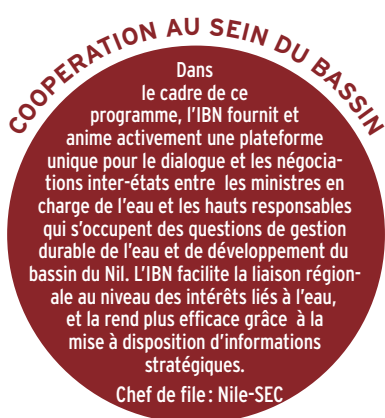 COOPERATION AU SEIN DU BASSIN
Dans
le cadre de ce
programme, l'IBN fournit et
anime activement une plateforme
unique pour le dialogue et les négocia-
tions inter-états entre les ministres en
charge de l'eau et les hauts responsables
qui s'occupent des questions de gestion
durable de l'eau et de développement du
bassin du Nil. L'IBN facilite la liaison région-
ale au niveau des intérêts liés à l'eau,
et la rend plus efficace grâce à la
mise à disposition d'informations
stratégiques.
Chef de file: Nile-SEC